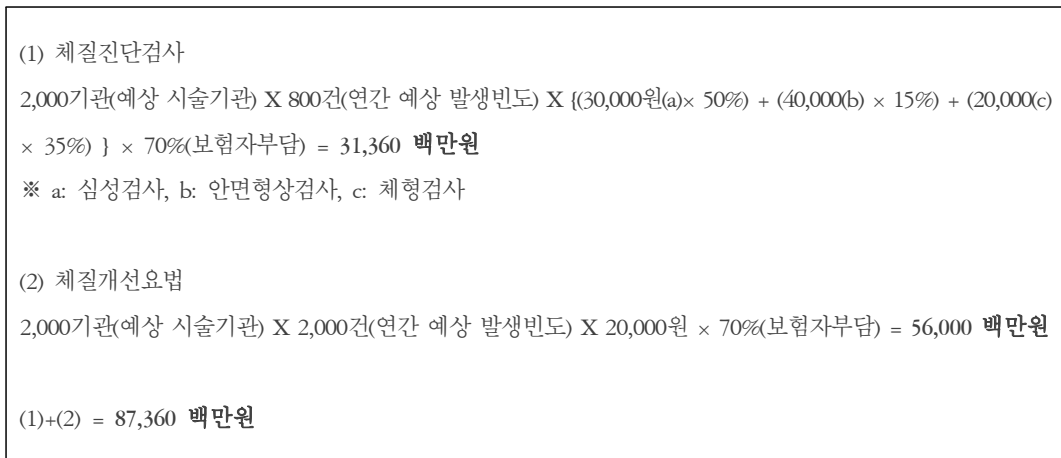 (1) 체질진단검사
2,000기관(예상 시술기관) X 800건(연간 예상 발생빈도) X {(30,000원(a)× 50%) + (40,000(b) × 15%) + (20,000(c)
× 35%) } × 70%(보험자부담) = 31,360 백만원
※ a: 심성검사, b: 안면형상검사, c: 체형검사
(2) 체질개선요법
2,000기관(예상 시술기관) X 2,000건(연간 예상 발생빈도) X 20,000원 × 70%(보험자부담) = 56,000 백만원
(1)+(2) = 87,360 백만원